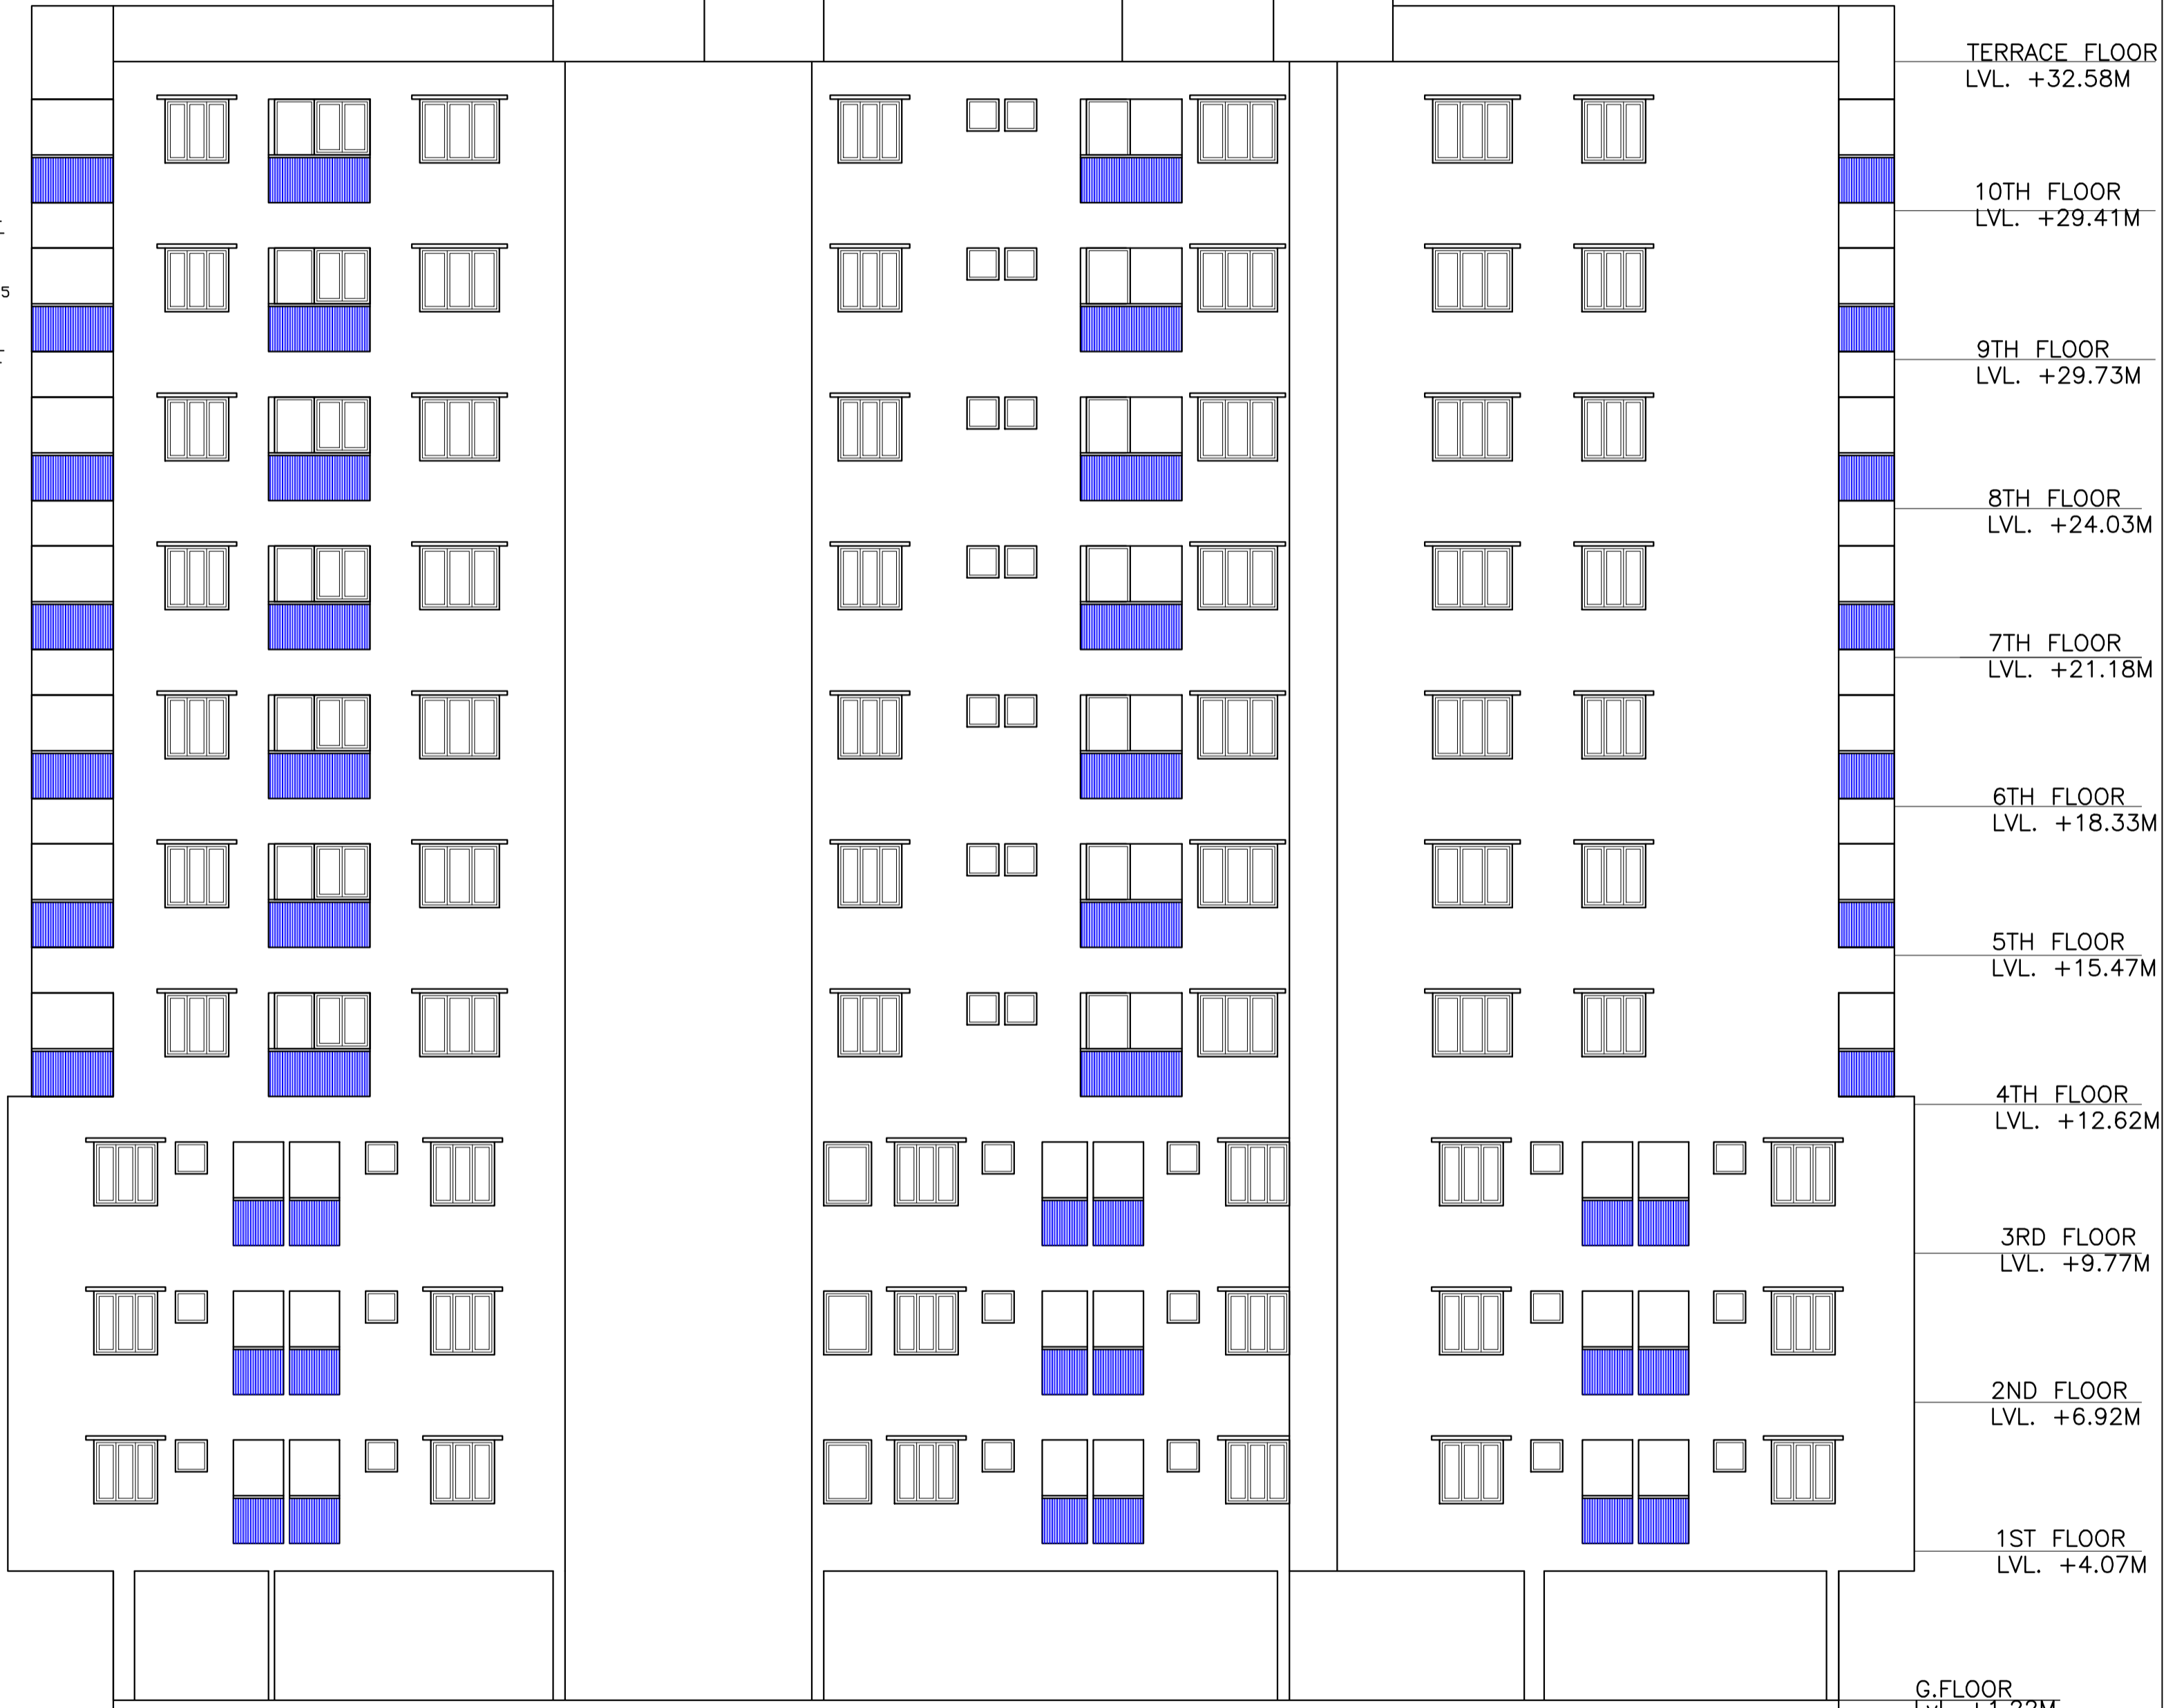 TERRACE FLOOR
LVL. +32.58M
10TH FLOOR
LVL. +29.41M
5
9TH FLOOR
LVL. +29.73M
8TH FLOOR
LVL. +24.03M
7TH FLOOR
LVL. +21.18M
6TH FLOOR
LVL. +18.33M
5TH FLOOR
LVL. +15.47M
4TH FLOOR
LVL. +12.62M
3RD FLOOR
LVL. +9.77M
2ND FLOOR
LVL. +6.92M
1ST FLOOR
LVL. +4.07M
G.FLOOR